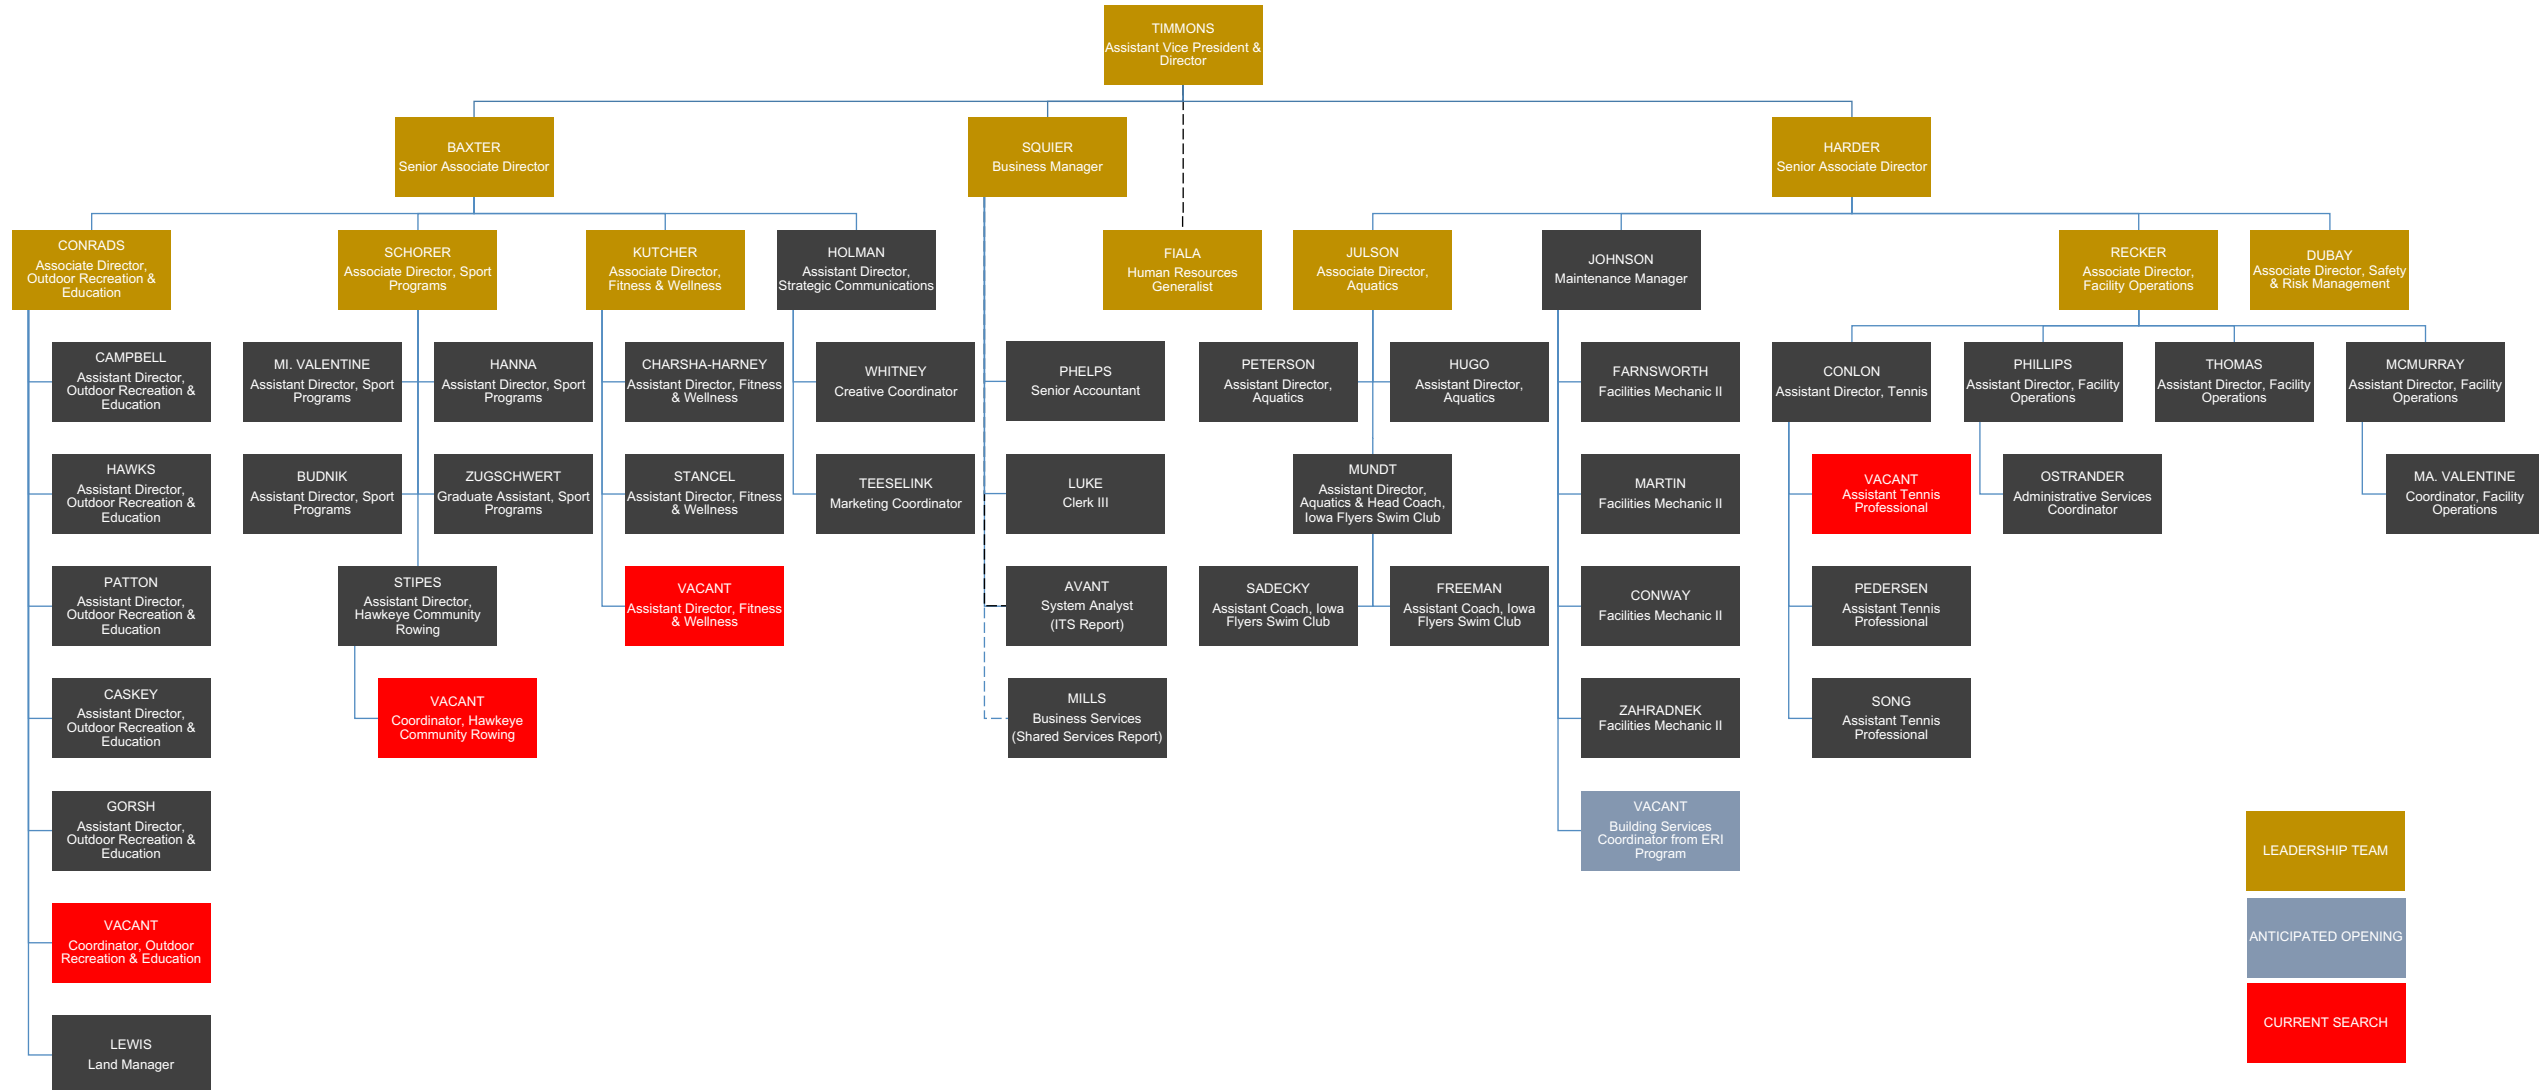 TIMMONS
Assistant Vice President &
Director
BAXTER
Senior Associate Director
SQUIER
Business Manager
HARDER
Senior Associate Director
CONRADS
Associate Director,
Outdoor Recreation &
Education
SCHORER
Associate Director, Sport
Programs
KUTCHER
Associate Director,
Fitness & Wellness
HOLMAN
Assistant Director,
Strategic Communications
FIALA
Human Resources
Generalist
JULSON
Associate Director,
Aquatics
JOHNSON
Maintenance Manager
RECKER
Associate Director,
Facility Operations
DUBAY
Associate Director, Safety
& Risk Management
CAMPBELL
Assistant Director,
Outdoor Recreation &
Education
MI. VALENTINE
Assistant Director, Sport
Programs
HANNA
Assistant Director, Sport
Programs
CHARSHA-HARNEY
Assistant Director, Fitness
& Wellness
WHITNEY
Creative Coordinator
PHELPS
Senior Accountant
PETERSON
Assistant Director,
Aquatics
HUGO
Assistant Director,
Aquatics
FARNSWORTH
Facilities Mechanic II
CONLON
Assistant Director, Tennis
PHILLIPS
Assistant Director, Facility
Operations
THOMAS
Assistant Director, Facility
Operations
MCMURRAY
Assistant Director, Facility
Operations
HAWKS
Assistant Director,
Outdoor Recreation &
Education
BUDNIK
Assistant Director, Sport
Programs
ZUGSCHWERT
Graduate Assistant, Sport
Programs
STANCEL
Assistant Director, Fitness
& Wellness
TEESELINK
Marketing Coordinator
LUKE
Clerk III
MUNDT
Assistant Director,
Aquatics & Head Coach,
Iowa Flyers Swim Club
MARTIN
Facilities Mechanic II
VACANT
Assistant Tennis
Professional
OSTRANDER
Administrative Services
Coordinator
MA. VALENTINE
Coordinator, Facility
Operations
PATTON
Assistant Director,
Outdoor Recreation &
Education
STIPES
Assistant Director,
Hawkeye Community
Rowing
VACANT
Assistant Director, Fitness
& Wellness
AVANT
System Analyst
(ITS Report)
SADECKY
Assistant Coach, Iowa
Flyers Swim Club
FREEMAN
Assistant Coach, Iowa
Flyers Swim Club
CONWAY
Facilities Mechanic II
PEDERSEN
Assistant Tennis
Professional
CASKEY
Assistant Director,
Outdoor Recreation &
Education
VACANT
Coordinator, Hawkeye
Community Rowing
MILLS
Business Services
(Shared Services Report)
ZAHRADNEK
Facilities Mechanic II
SONG
Assistant Tennis
Professional
GORSH
Assistant Director,
Outdoor Recreation &
Education
VACANT
Building Services
Coordinator from ERI
Program
LEADERSHIP TEAM
VACANT
Coordinator, Outdoor
Recreation & Education
ANTICIPATED OPENING
LEWIS
Land Manager
CURRENT SEARCH